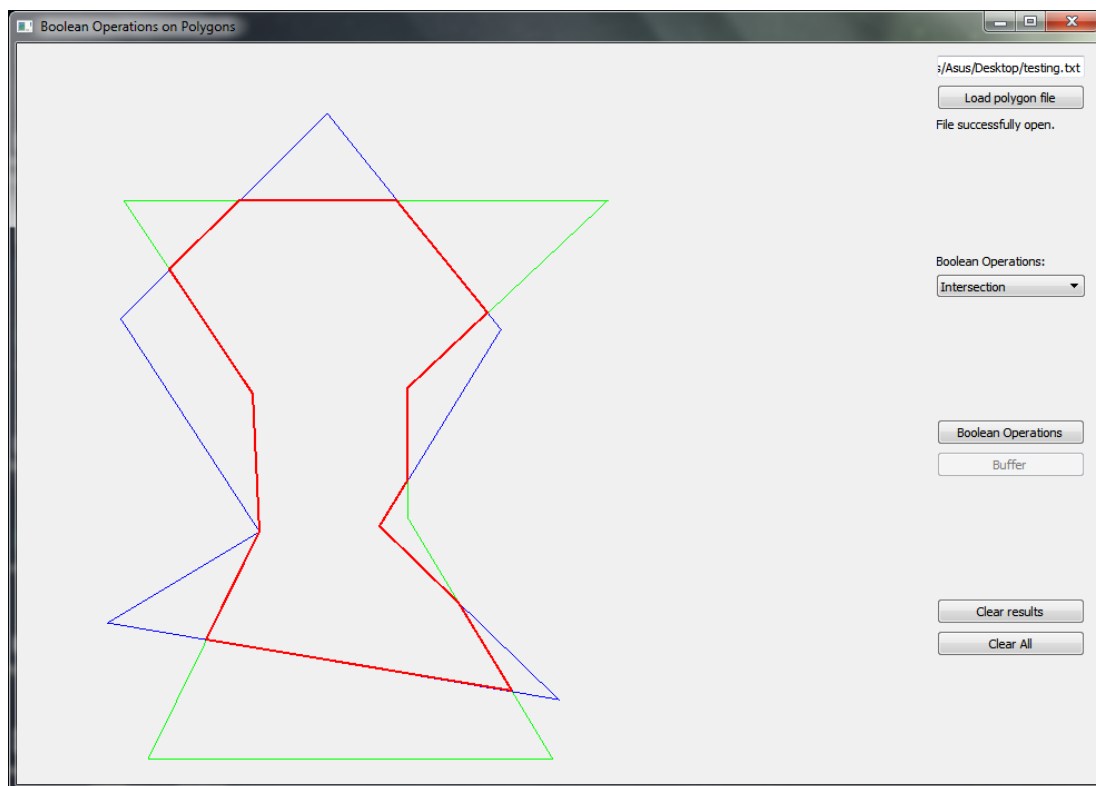 Boolean Operations on Polygons
s/Asus/Desktop/testing.txt
Load polygon file
File successfully open.
Boolean Operations:
Intersection
Boolean Operations
Buffer
Clear results
Clear All